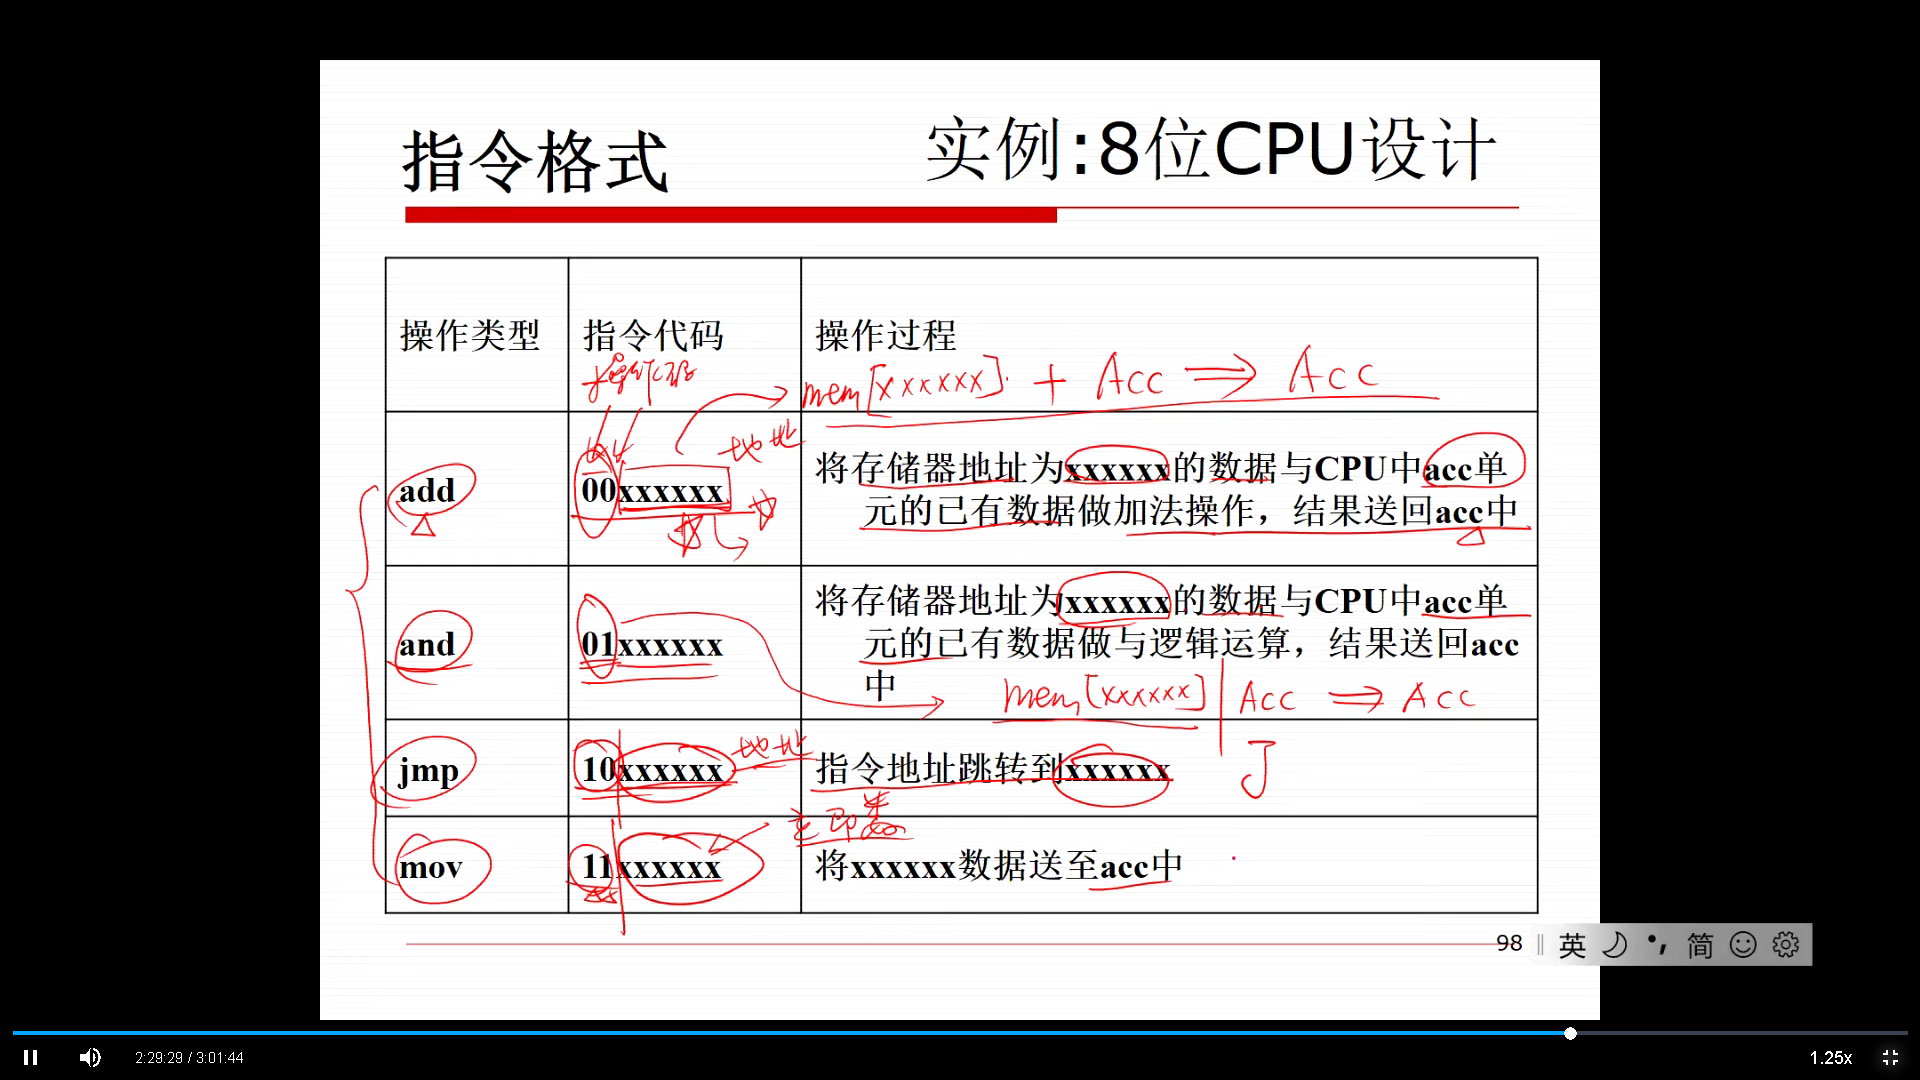 指令格式
实例:8位CPU设计
操作类型 指令代码 操作过程
操作码
mem[xxxxxx] + Acc ⇒ Acc
地址
add 00xxxxxx 将存储器地址为xxxxxx的数据与CPU中acc单
元的已有数据做加法操作，结果送回acc中
and 01xxxxxx 将存储器地址为xxxxxx的数据与CPU中acc单
元的已有数据做与逻辑运算，结果送回acc
中
mem[xxxxxx] | Acc ⇒ Acc
地址
jmp 10xxxxxx 指令地址跳转到xxxxxx
立即数
mov 11xxxxxx 将xxxxxx数据送至acc中
98
英 简
2:29:29 / 3:01:44
1.25x